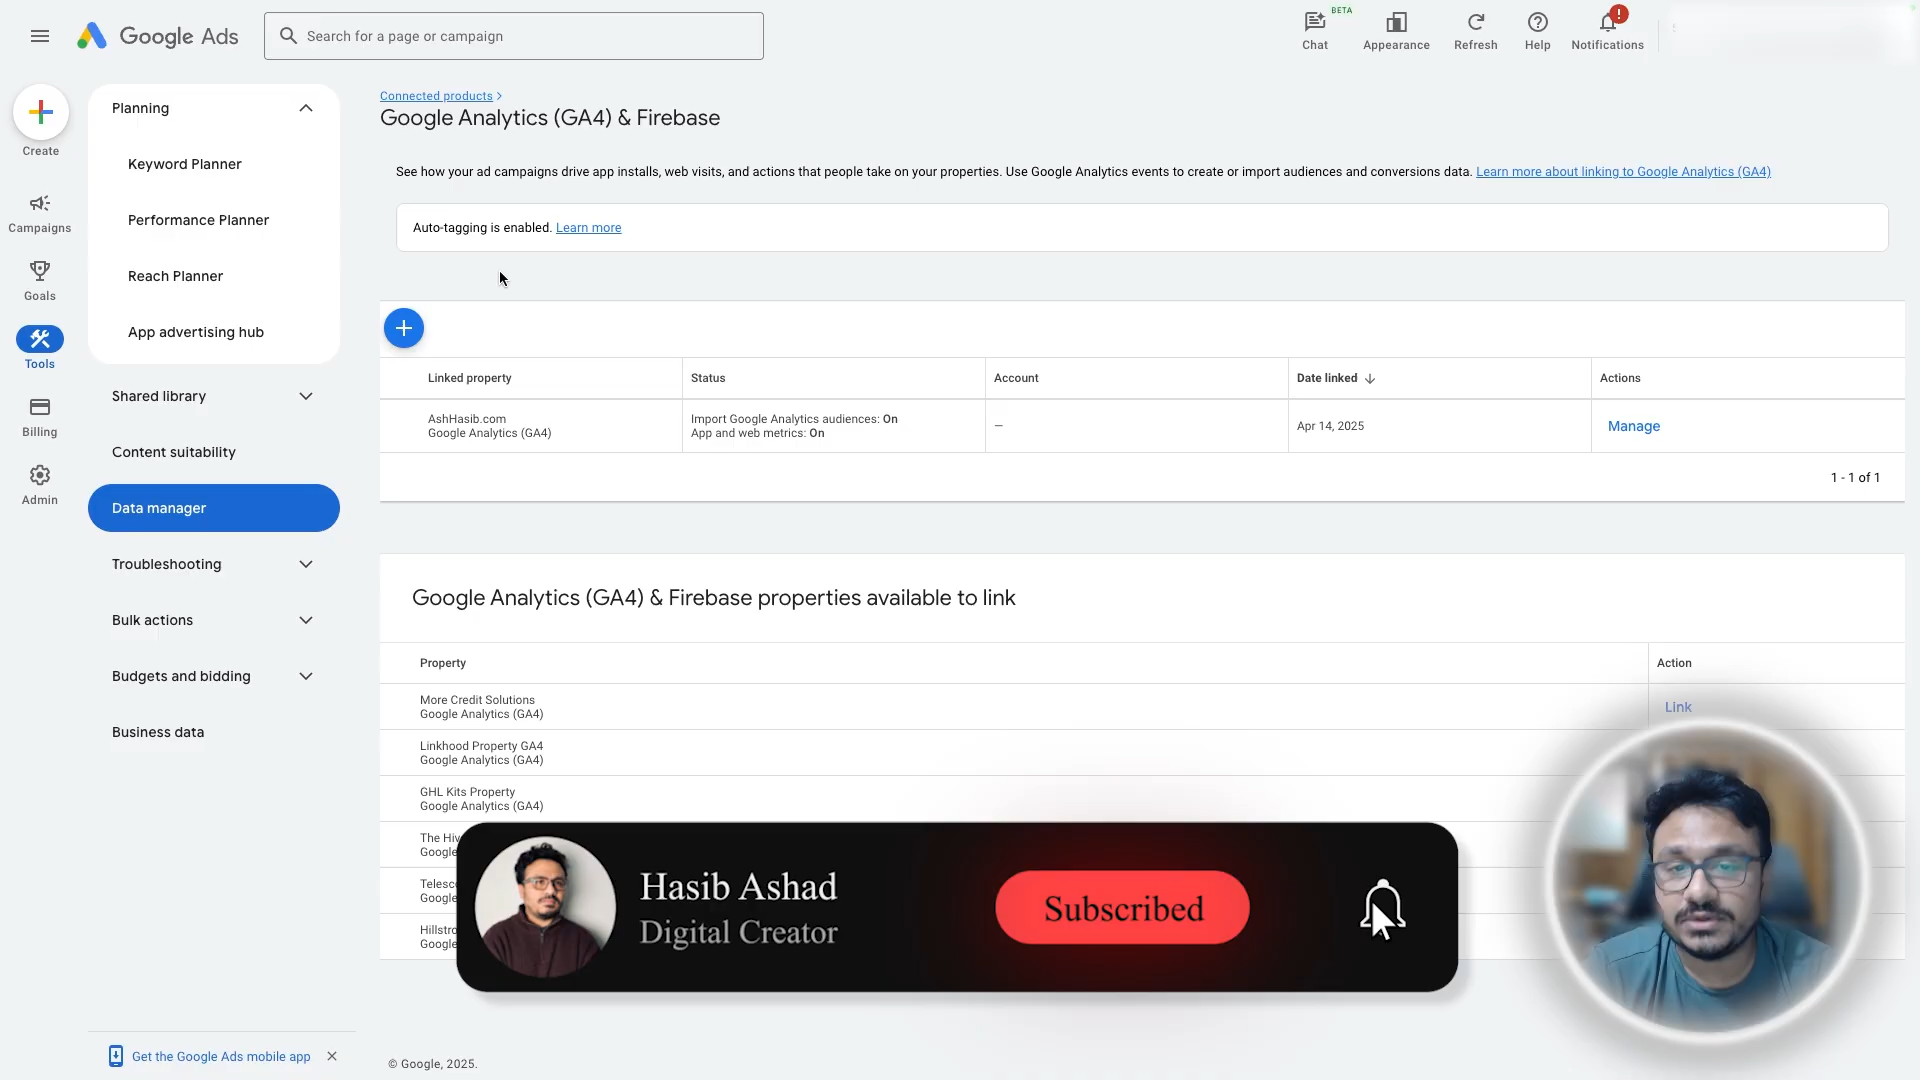 Google Ads
Search for a page or campaign
BETA
Chat
Appearance
Refresh
Help
Notifications
Create
Campaigns
Goals
Tools
Billing
Admin
Planning
Keyword Planner
Performance Planner
Reach Planner
App advertising hub
Shared library
Content suitability
Data manager
Troubleshooting
Bulk actions
Budgets and bidding
Business data
Get the Google Ads mobile app
Connected products
Google Analytics (GA4) & Firebase
See how your ad campaigns drive app installs, web visits, and actions that people take on your properties. Use Google Analytics events to create or import audiences and conversions data. Learn more about linking to Google Analytics (GA4)
Auto-tagging is enabled. Learn more
Linked property Status Account Date linked Actions
AshHasib.com
Google Analytics (GA4)
Import Google Analytics audiences: On
App and web metrics: On
—
Apr 14, 2025
Manage
1 - 1 of 1
Google Analytics (GA4) & Firebase properties available to link
Property Action
More Credit Solutions
Google Analytics (GA4)
Link
Linkhood Property GA4
Google Analytics (GA4)
GHL Kits Property
Google Analytics (GA4)
The Hiv
Google
Telesc
Google
Hillstro
Google
Hasib Ashad
Digital Creator
Subscribed
© Google, 2025.